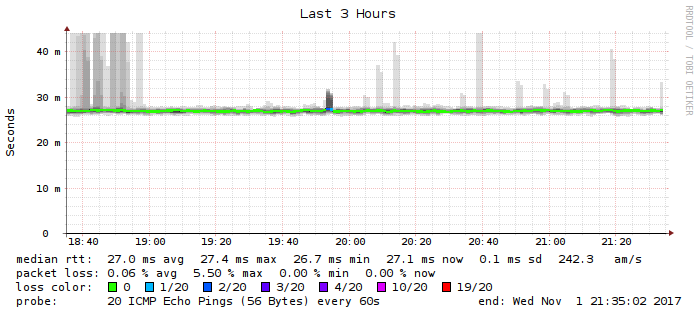 Last 3 Hours
RRDTOOL / TOBI OETIKER
Seconds
40 m
30 m
20 m
10 m
0
18:40 19:00 19:20 19:40 20:00 20:20 20:40 21:00 21:20
median rtt: 27.0 ms avg 27.4 ms max 26.7 ms min 27.1 ms now 0.1 ms sd 242.3 am/s
packet loss: 0.06 % avg 5.50 % max 0.00 % min 0.00 % now
loss color: 0 1/20 2/20 3/20 4/20 10/20 19/20
probe: 20 ICMP Echo Pings (56 Bytes) every 60s end: Wed Nov 1 21:35:02 2017